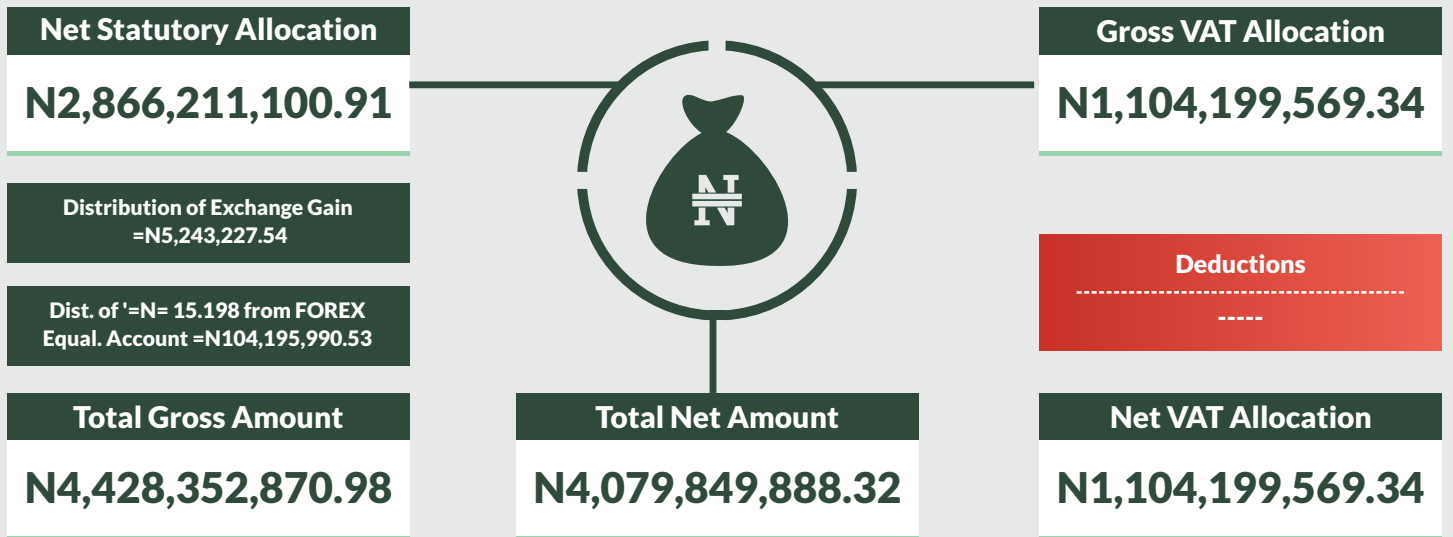 Net Statutory Allocation
N2,866,211,100.91
Distribution of Exchange Gain
=N5,243,227.54
Dist. of '=N= 15.198 from FOREX
Equal. Account =N104,195,990.53
Total Gross Amount
N4,428,352,870.98
₦
Total Net Amount
N4,079,849,888.32
Gross VAT Allocation
N1,104,199,569.34
Deductions
--------------------------------------------
-----
Net VAT Allocation
N1,104,199,569.34